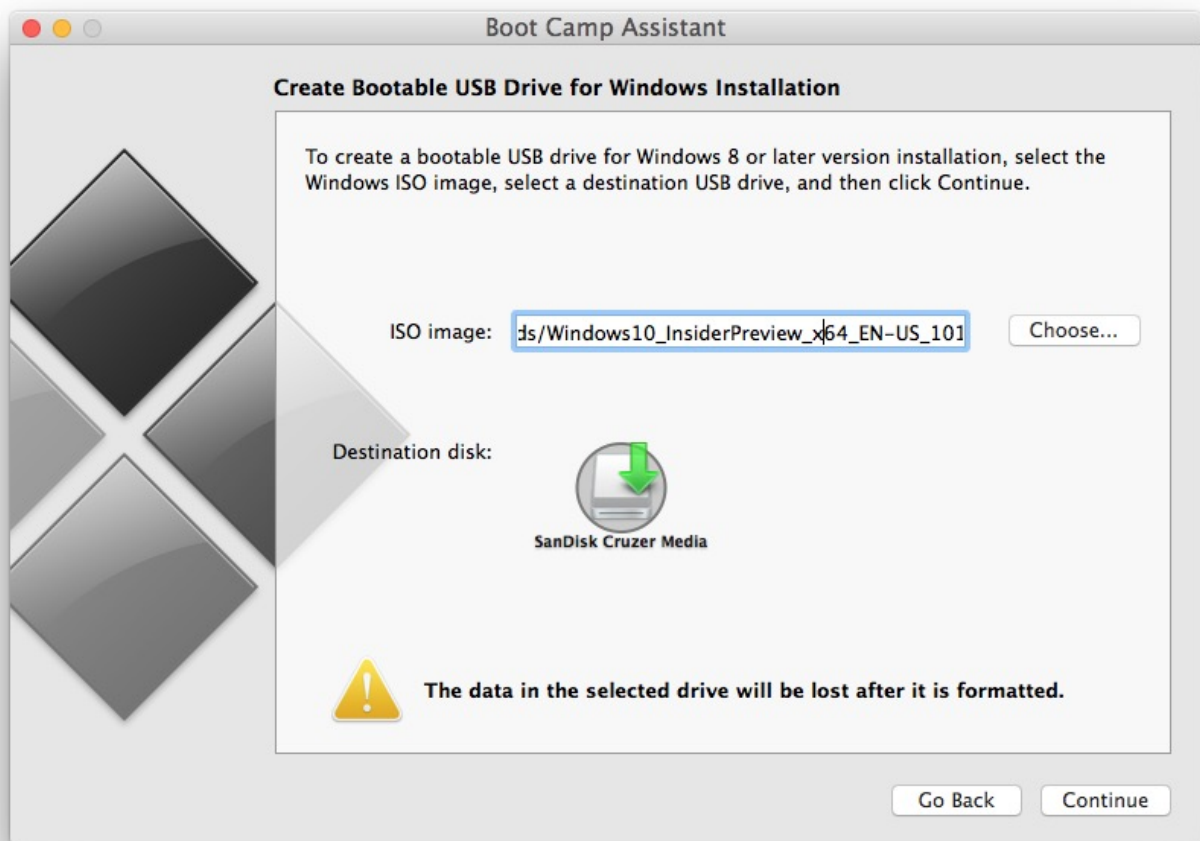 Boot Camp Assistant
Create Bootable USB Drive for Windows Installation
To create a bootable USB drive for Windows 8 or later version installation, select the
Windows ISO image, select a destination USB drive, and then click Continue.
ISO image: ds/Windows10_InsiderPreview_x64_EN-US_101 Choose...
Destination disk:
SanDisk Cruzer Media
The data in the selected drive will be lost after it is formatted.
Go Back Continue